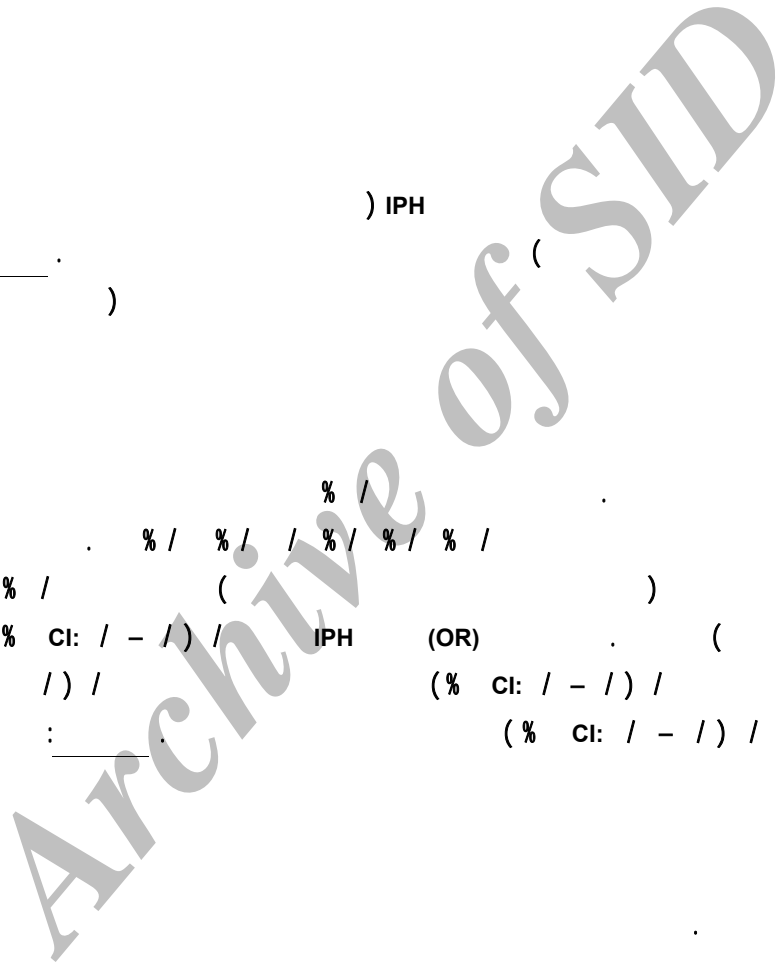 ) IPH
. (
)
% / .
. % / % / / % / % / % /
% / ( )
% CI: / – / ) / IPH (OR) . (
/ ) / ( % CI: / – / ) /
: . ( % CI: / – / ) /
.
Archive of SID